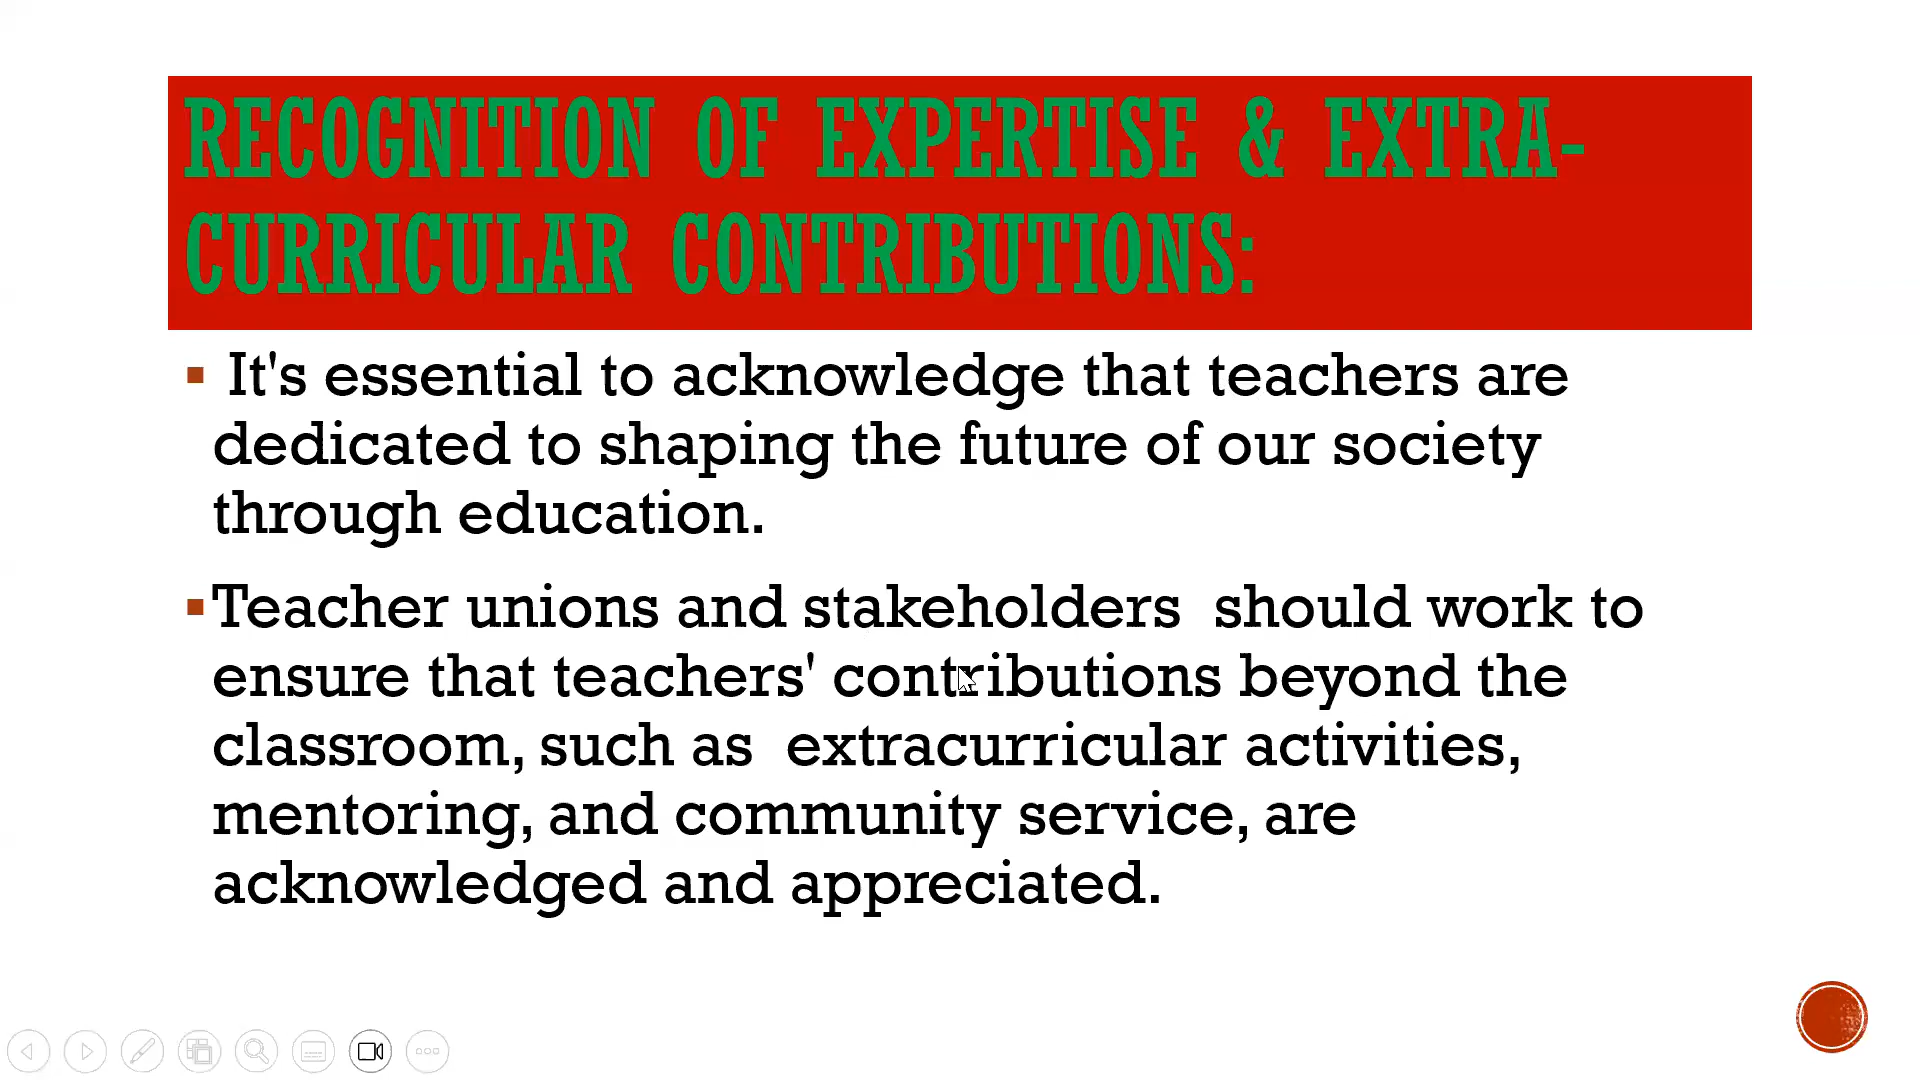 RECOGNITION OF EXPERTISE & EXTRA-
CURRICULAR CONTRIBUTIONS:
It's essential to acknowledge that teachers are
dedicated to shaping the future of our society
through education.
Teacher unions and stakeholders should work to
ensure that teachers' contributions beyond the
classroom, such as extracurricular activities,
mentoring, and community service, are
acknowledged and appreciated.